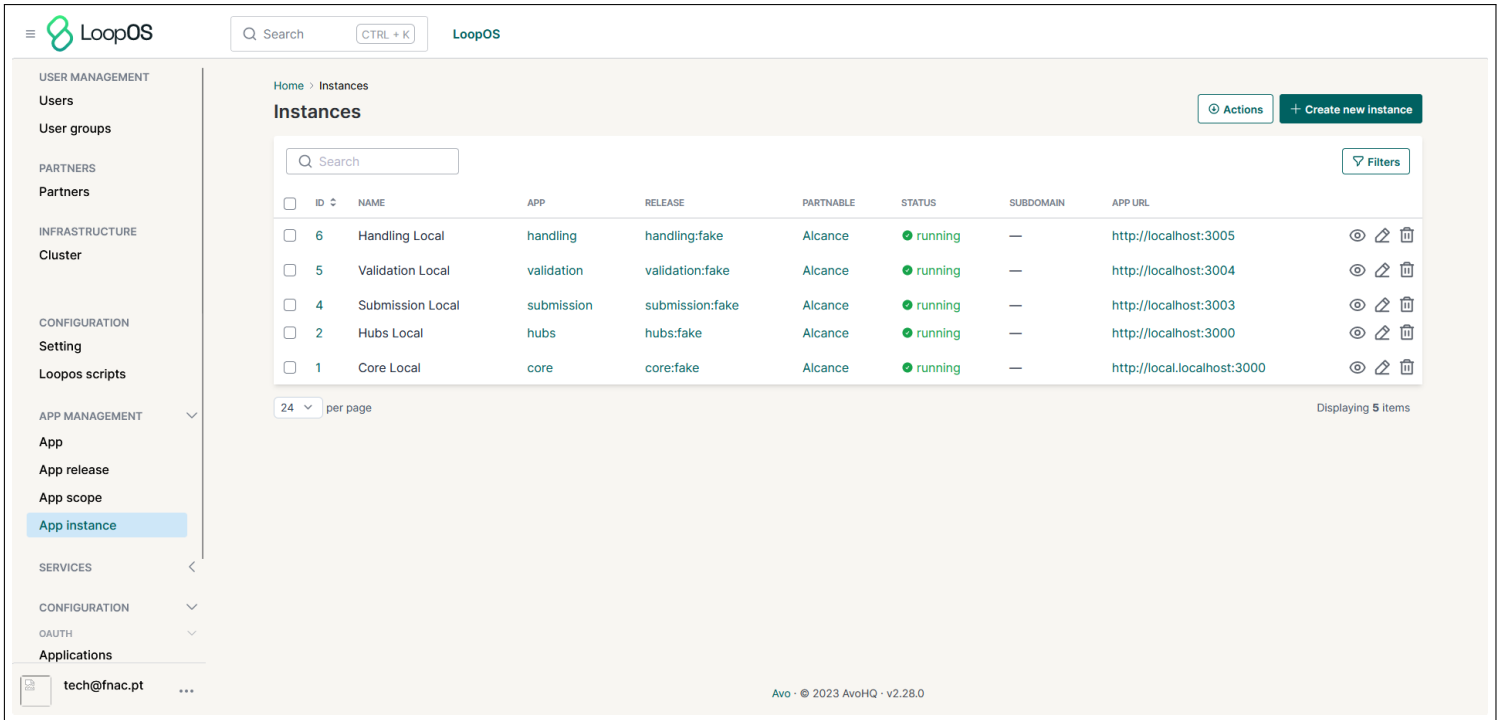 LoopOS
Search CTRL + K LoopOS
USER MANAGEMENT
Users
User groups
PARTNERS
Partners
INFRASTRUCTURE
Cluster
CONFIGURATION
Setting
Loopos scripts
APP MANAGEMENT
App
App release
App scope
App instance
SERVICES
CONFIGURATION
OAUTH
Applications
tech@fnac.pt
Home > Instances
Instances
Actions + Create new instance
Search
Filters
ID NAME APP RELEASE PARTNABLE STATUS SUBDOMAIN APP URL
6 Handling Local handling handling:fake Alcance running — http://localhost:3005
5 Validation Local validation validation:fake Alcance running — http://localhost:3004
4 Submission Local submission submission:fake Alcance running — http://localhost:3003
2 Hubs Local hubs hubs:fake Alcance running — http://localhost:3000
1 Core Local core core:fake Alcance running — http://local.localhost:3000
24 per page
Displaying 5 items
Avo · © 2023 AvoHQ · v2.28.0